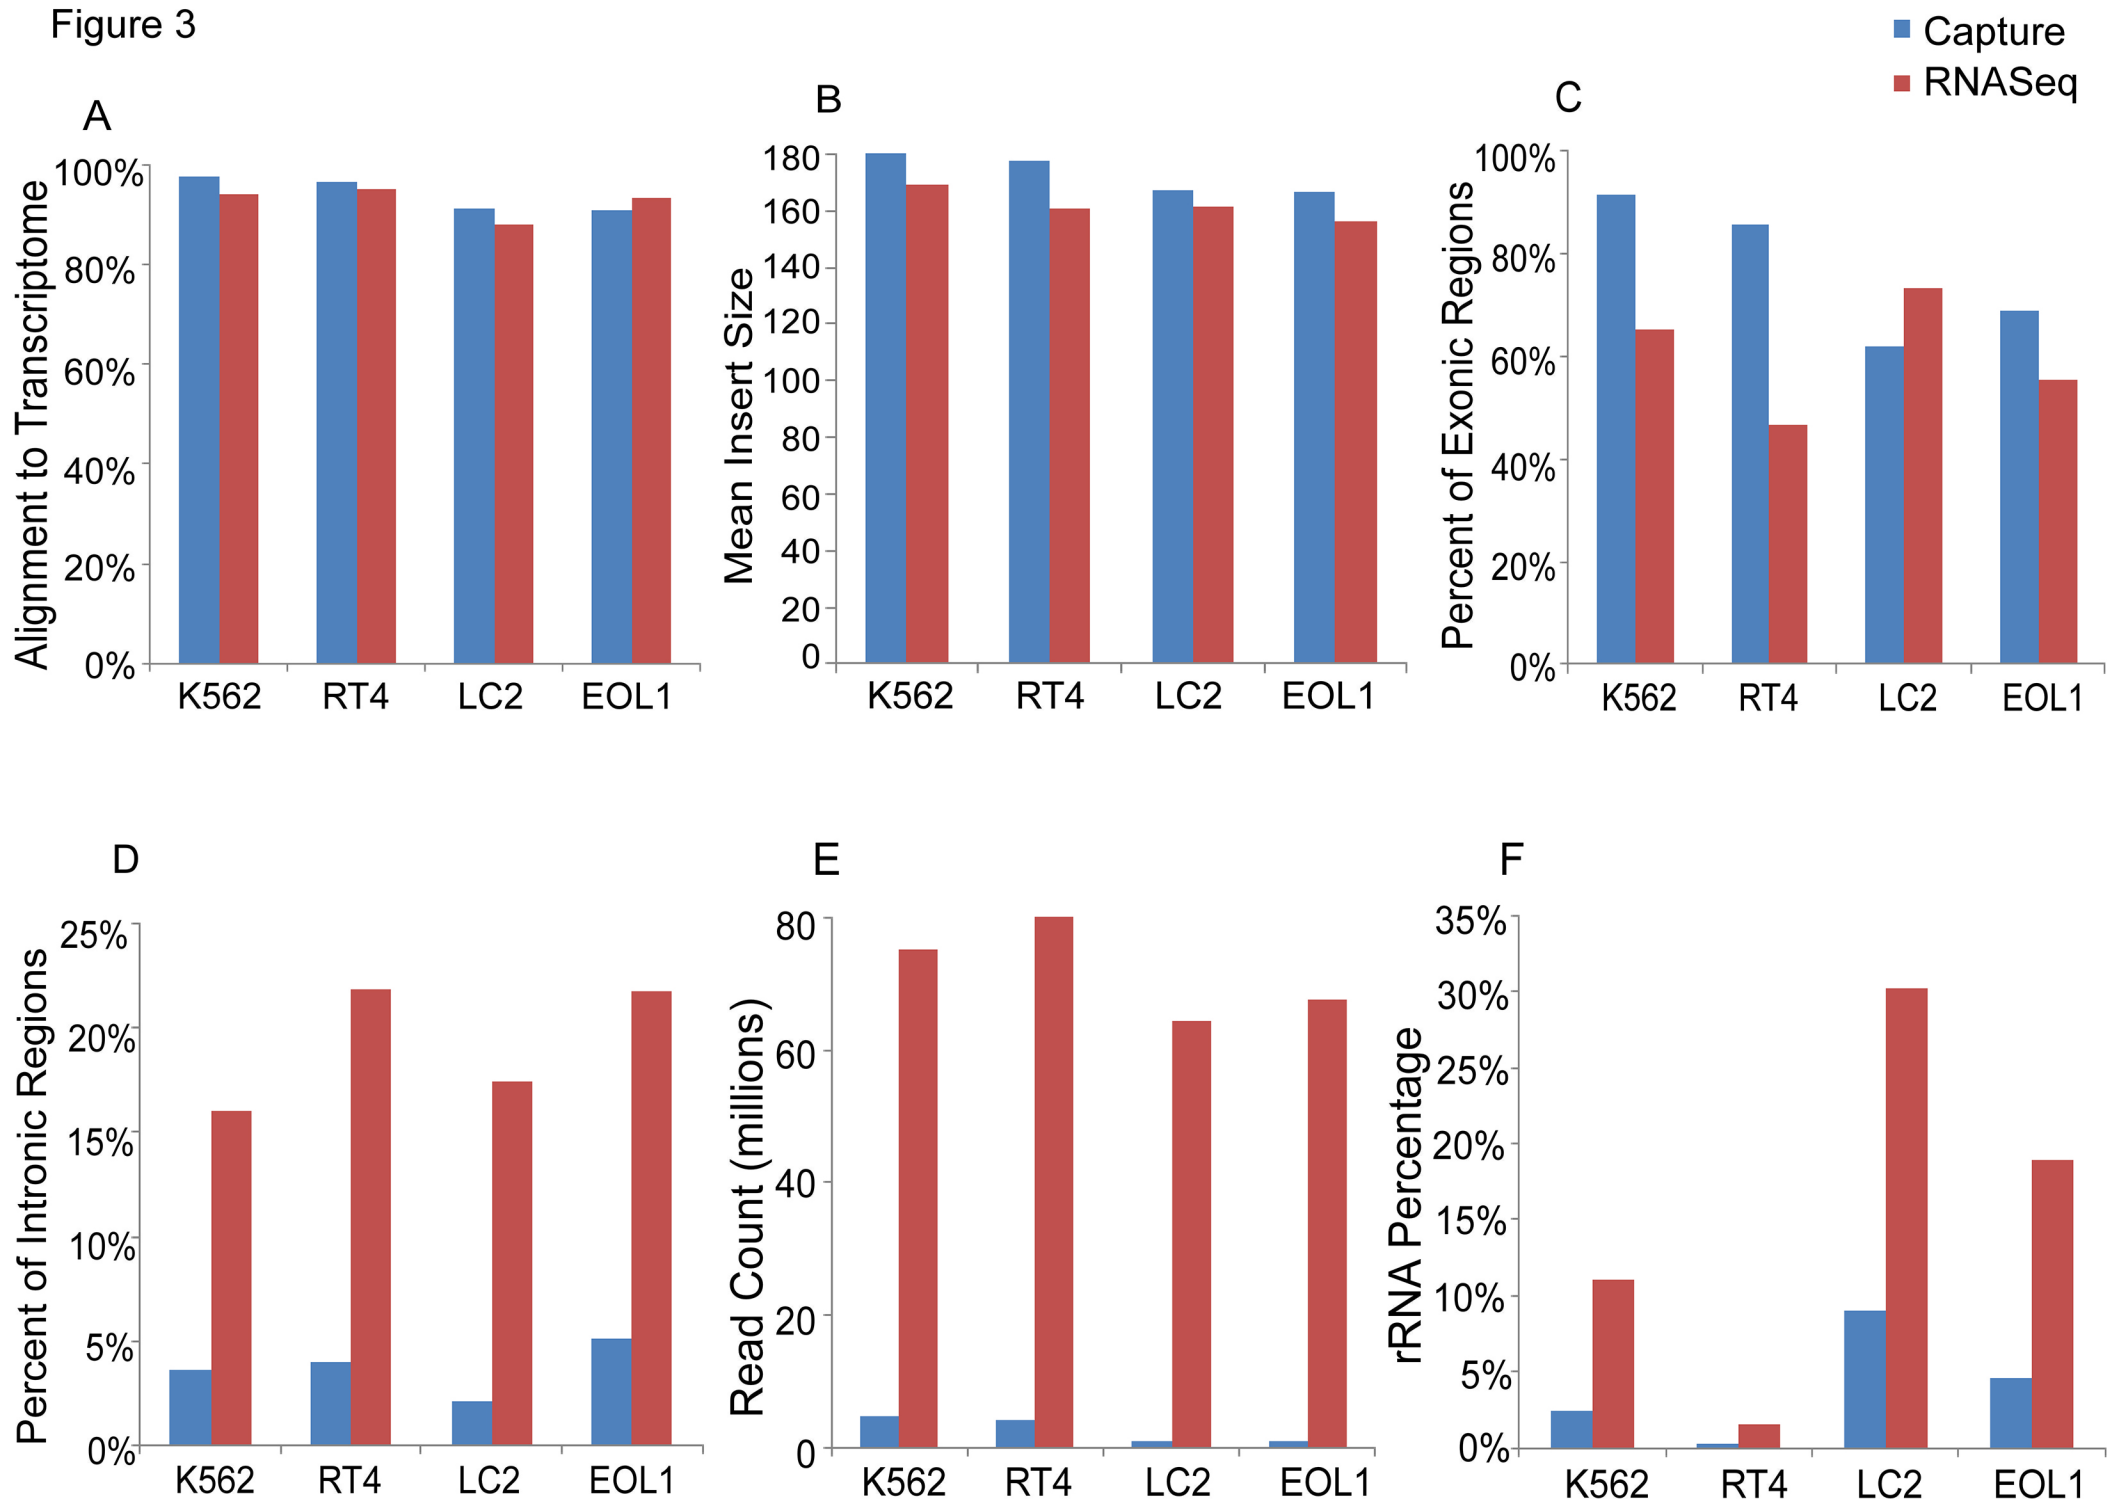 Figure 3
Capture
RNASeq
A
Alignment to Transcriptome
100%
80%
60%
40%
20%
0%
K562 RT4 LC2 EOL1
B
Mean Insert Size
180
160
140
120
100
80
60
40
20
0
K562 RT4 LC2 EOL1
C
Percent of Exonic Regions
100%
80%
60%
40%
20%
0%
K562 RT4 LC2 EOL1
D
Percent of Intronic Regions
25%
20%
15%
10%
5%
0%
K562 RT4 LC2 EOL1
E
Read Count (millions)
80
60
40
20
0
K562 RT4 LC2 EOL1
F
rRNA Percentage
35%
30%
25%
20%
15%
10%
5%
0%
K562 RT4 LC2 EOL1